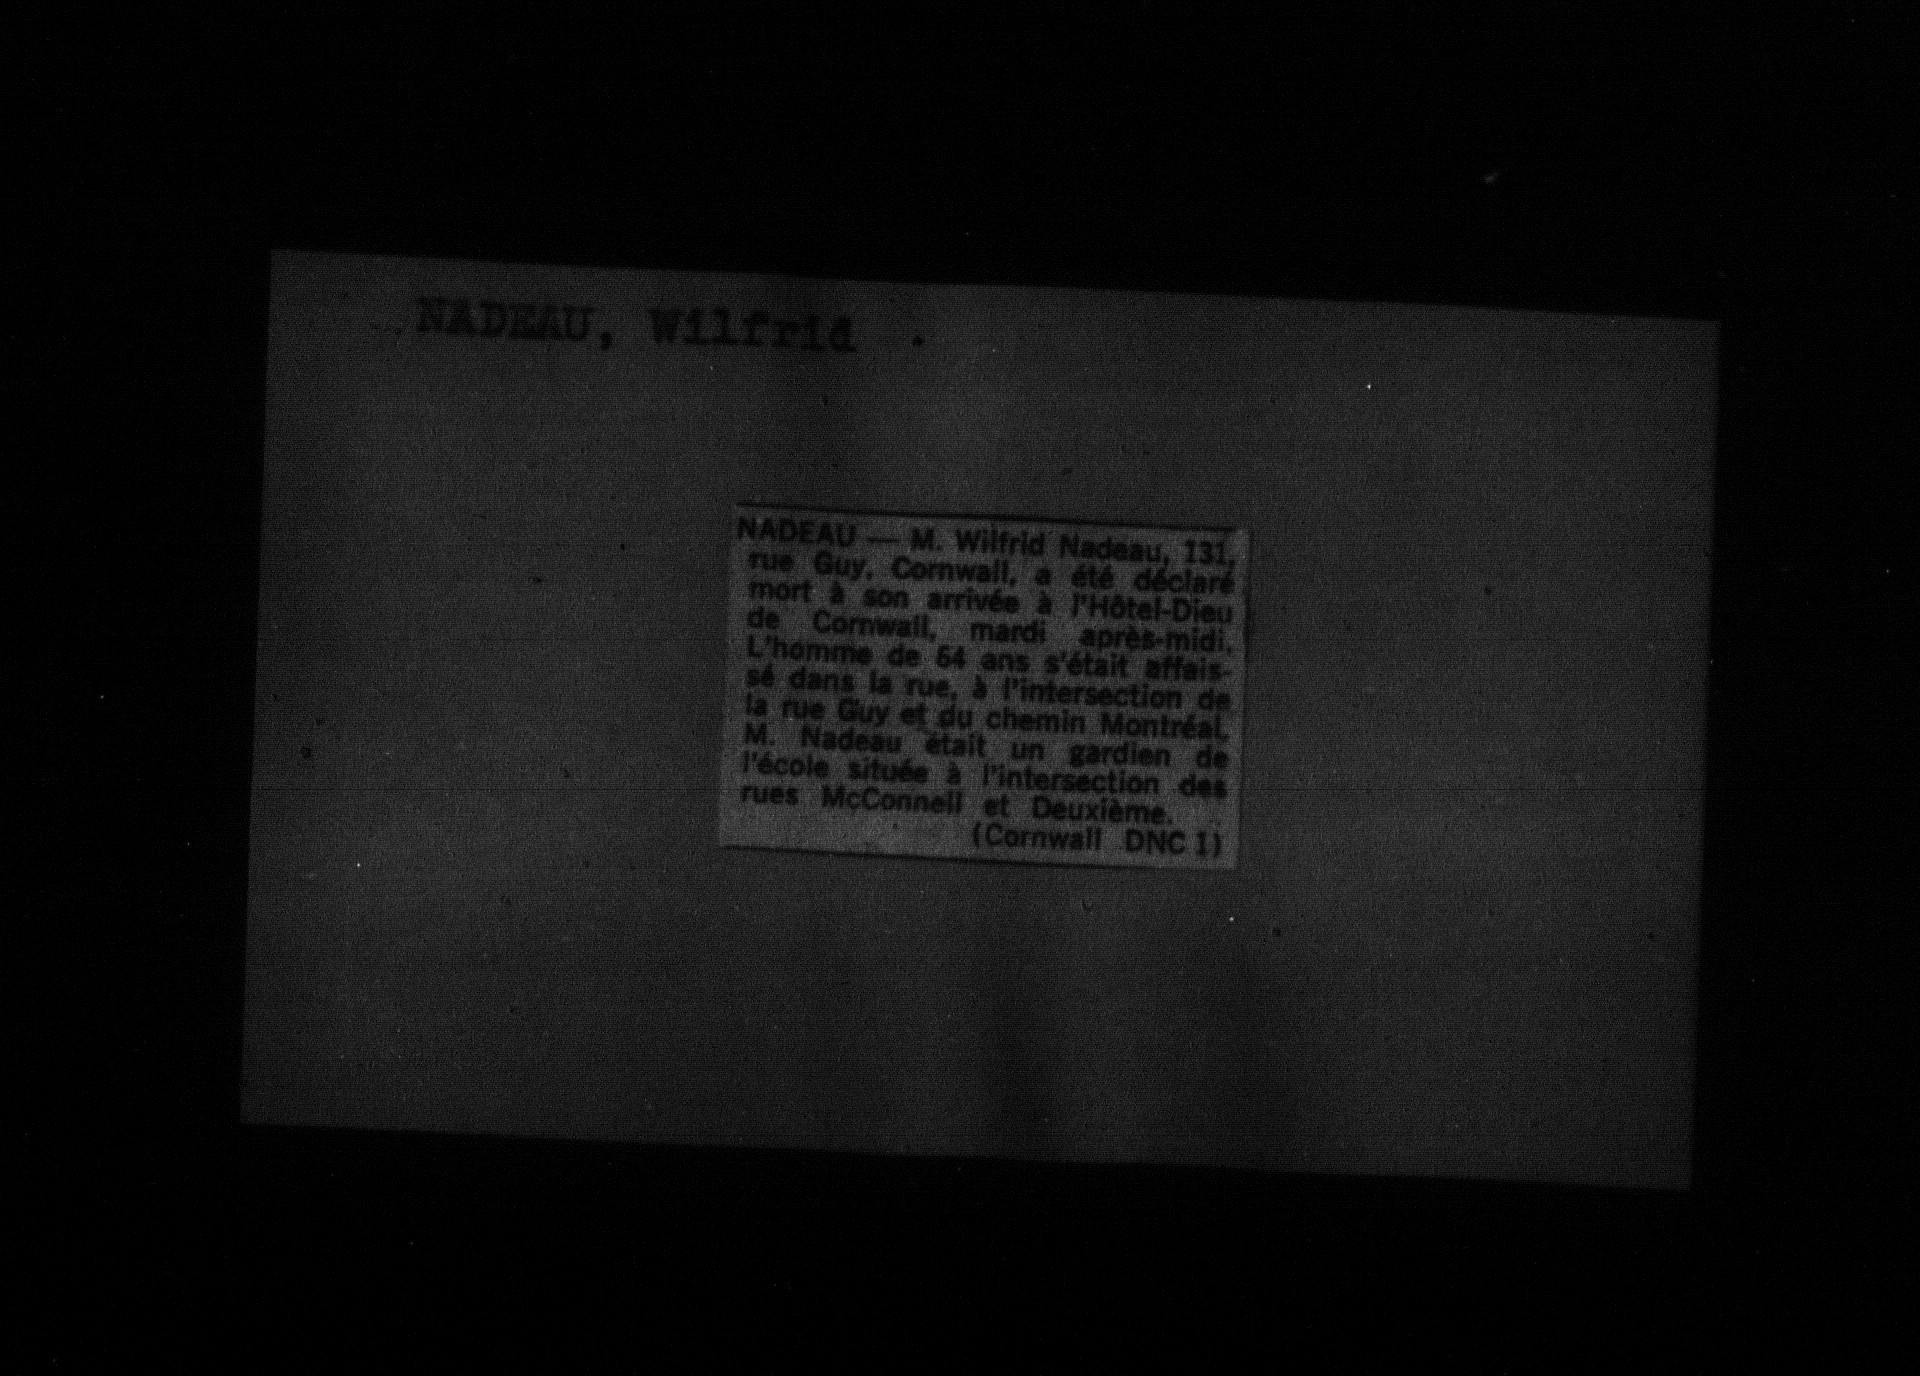 NADEAU, Wilfrid .
NADEAU — M. Wilfrid Nadeau, 131,
rue Guy, Cornwall, a été déclaré
mort à son arrivée à l'Hôtel-Dieu
de Cornwall, mardi après-midi.
L'homme de 64 ans s'était affais-
sé dans la rue, à l'intersection de
la rue Guy et du chemin Montréal.
M. Nadeau était un gardien de
l'école située à l'intersection des
rues McConnell et Deuxième.
(Cornwall DNC 1)